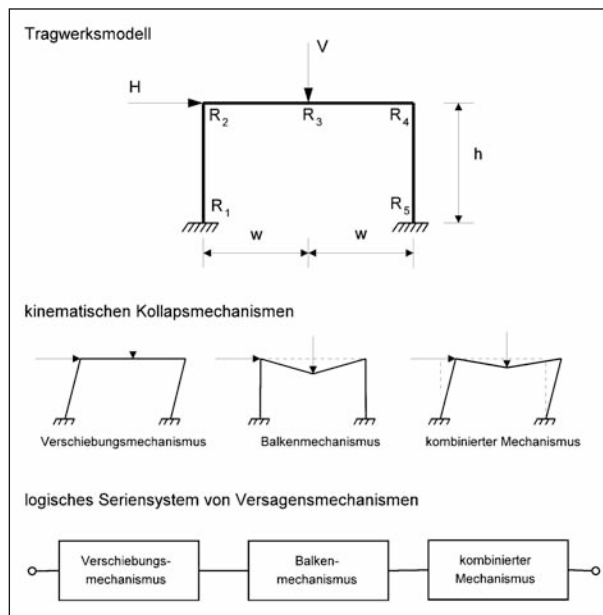 Tragwerksmodell
V
H
R2 R3 R4
h
R1 R5
w w
kinematischen Kollapsmechanismen
Verschiebungsmechanismus Balkenmechanismus kombinierter Mechanismus
logisches Seriensystem von Versagensmechanismen
Verschiebungs- Balken- kombinierter
mechanismus mechanismus Mechanismus